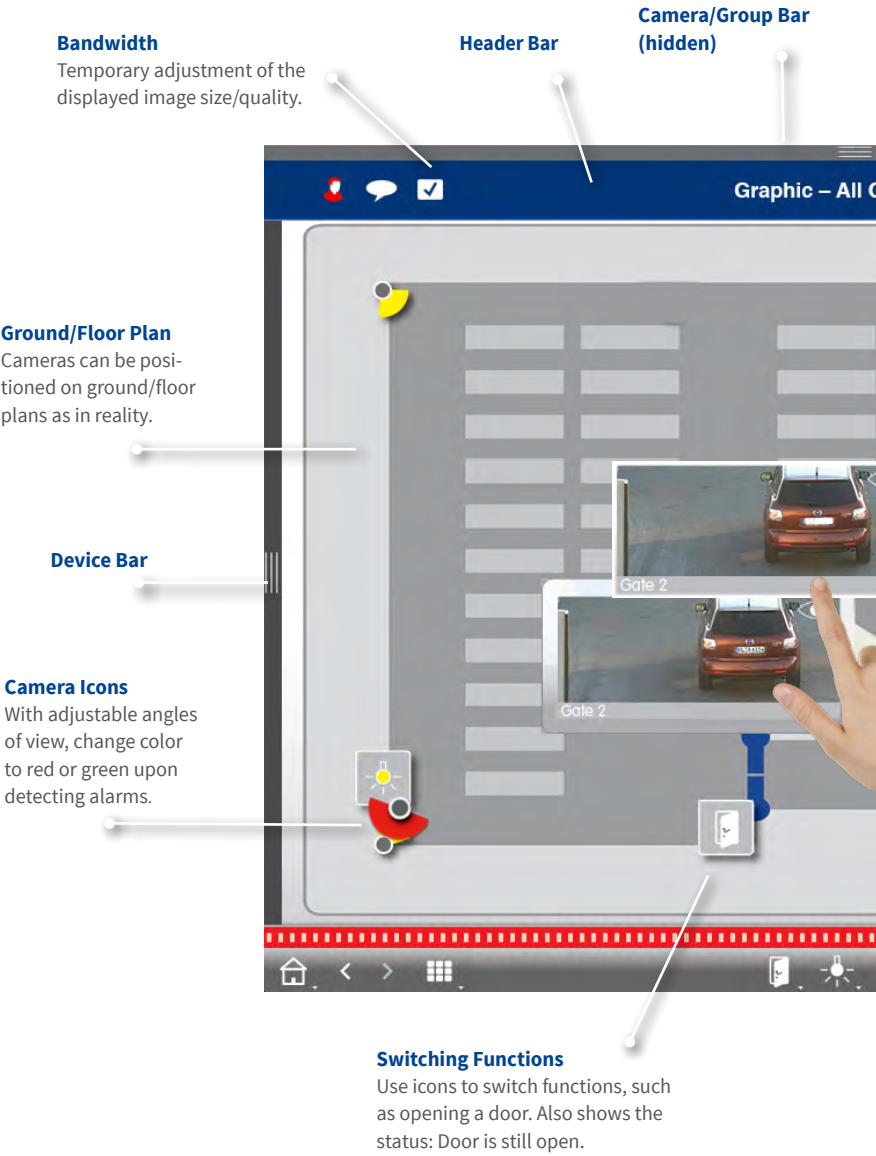 Camera/Group Bar
(hidden)
Bandwidth
Temporary adjustment of the
displayed image size/quality.
Header Bar
Graphic – All C
Ground/Floor Plan
Cameras can be posi-
tioned on ground/floor
plans as in reality.
Gate 2
Device Bar
Gate 2
Camera Icons
With adjustable angles
of view, change color
to red or green upon
detecting alarms.
Switching Functions
Use icons to switch functions, such
as opening a door. Also shows the
status: Door is still open.